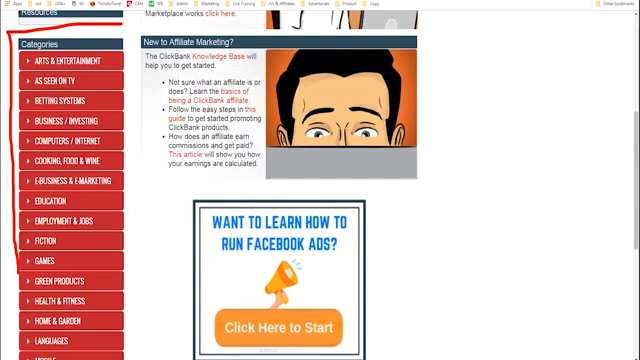 old
100k+
W!
TomatoTimer
CBM
Admin
Marketing
Live Training
FX's & Affiliates
Advertorials
Product
Copy
Other bookmarks
Resources
Marketplace works click here.
Categories
ARTS & ENTERTAINMENT
AS SEEN ON TV
BETTING SYSTEMS
BUSINESS / INVESTING
COMPUTERS / INTERNET
COOKING, FOOD & WINE
E-BUSINESS & E-MARKETING
EDUCATION
EMPLOYMENT & JOBS
FICTION
GAMES
GREEN PRODUCTS
HEALTH & FITNESS
HOME & GARDEN
LANGUAGES
MOBILE
New to Affiliate Marketing?
The ClickBank Knowledge Base will
help you to get started.
Not sure what an affiliate is or
does? Learn the basics of
being a ClickBank affiliate.
Follow the easy steps in this
guide to get started promoting
ClickBank products.
How does an affiliate earn
commissions and get paid?
This article will show you how
your earnings are calculated.
WANT TO LEARN HOW TO
RUN FACEBOOK ADS?
Click Here to Start